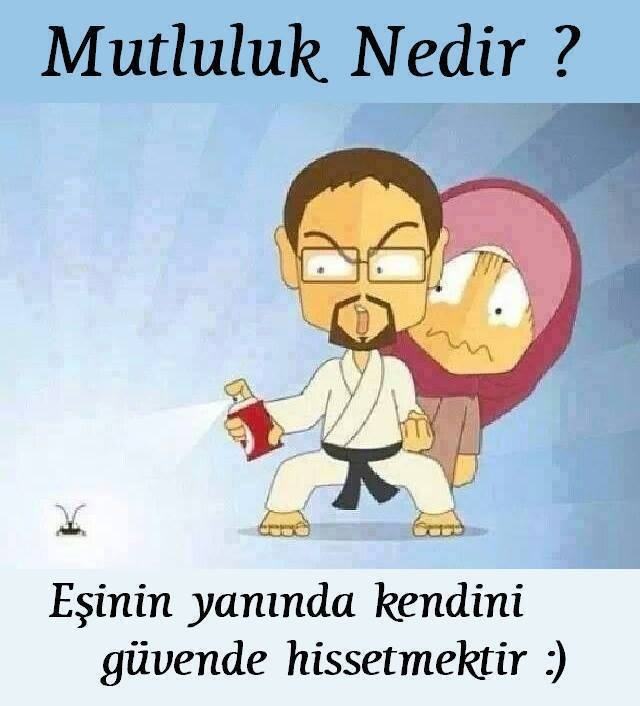 Mutluluk Nedir ?
Eşinin yanında kendini
güvende hissetmektir :)